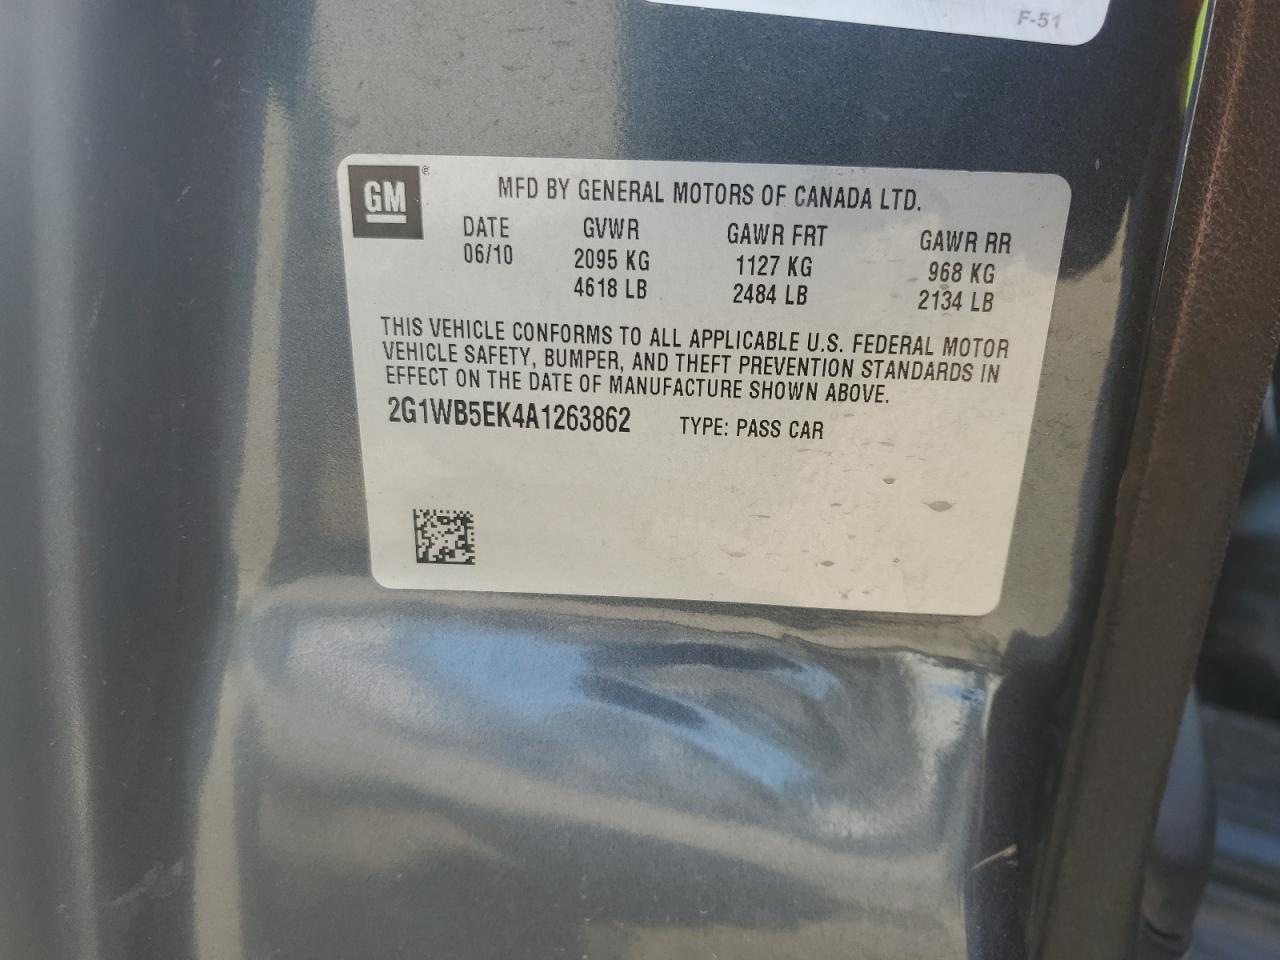 F-51
GM ®
MFD BY GENERAL MOTORS OF CANADA LTD.
DATE GVWR GAWR FRT GAWR RR
06/10 2095 KG 1127 KG 968 KG
4618 LB 2484 LB 2134 LB
THIS VEHICLE CONFORMS TO ALL APPLICABLE U.S. FEDERAL MOTOR
VEHICLE SAFETY, BUMPER, AND THEFT PREVENTION STANDARDS IN
EFFECT ON THE DATE OF MANUFACTURE SHOWN ABOVE.
2G1WB5EK4A1263862 TYPE: PASS CAR